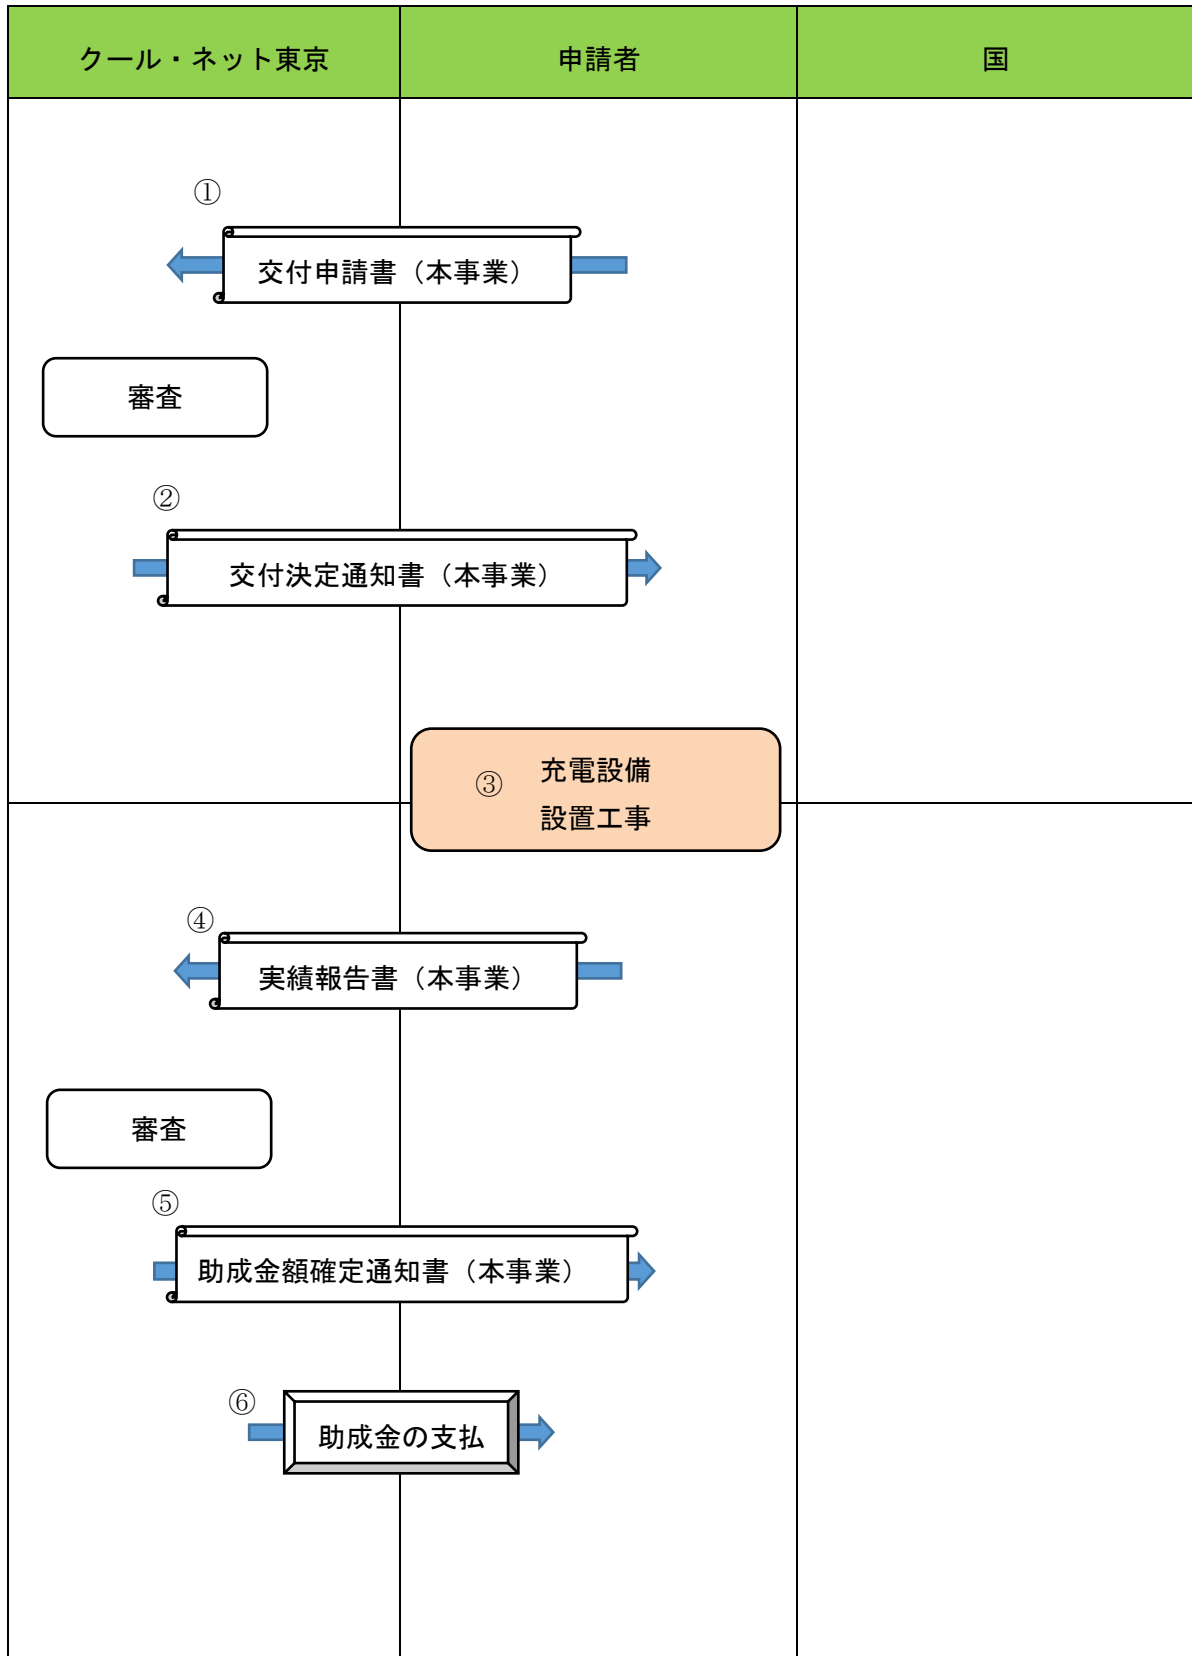 クール・ネット東京
申請者
国
①
交付申請書（本事業）
審査
②
交付決定通知書（本事業）
③
充電設備
設置工事
④
実績報告書（本事業）
審査
⑤
助成金額確定通知書（本事業）
⑥
助成金の支払